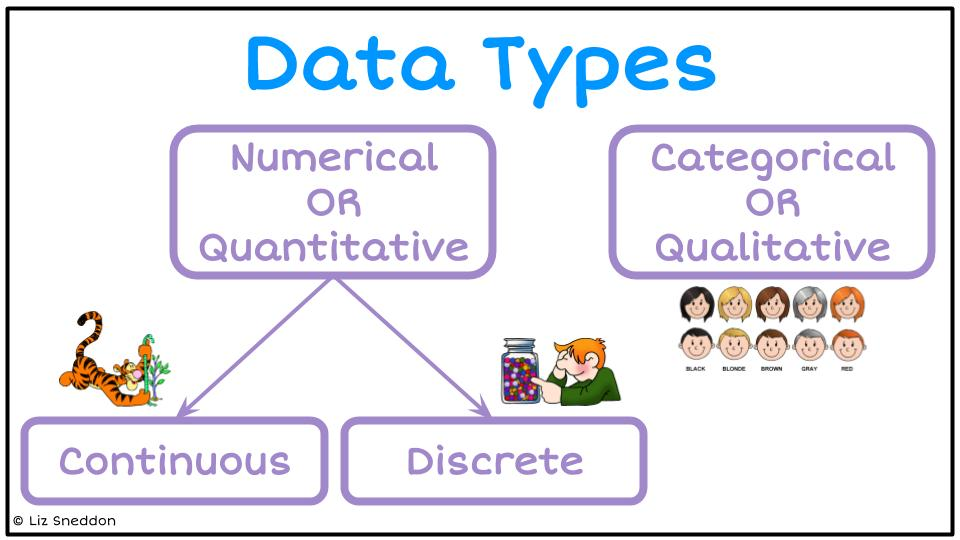 Data Types
Numerical
OR
Quantitative
Categorical
OR
Qualitative
BLACK BLONDE BROWN GRAY RED
Continuous
Discrete
© Liz Sneddon